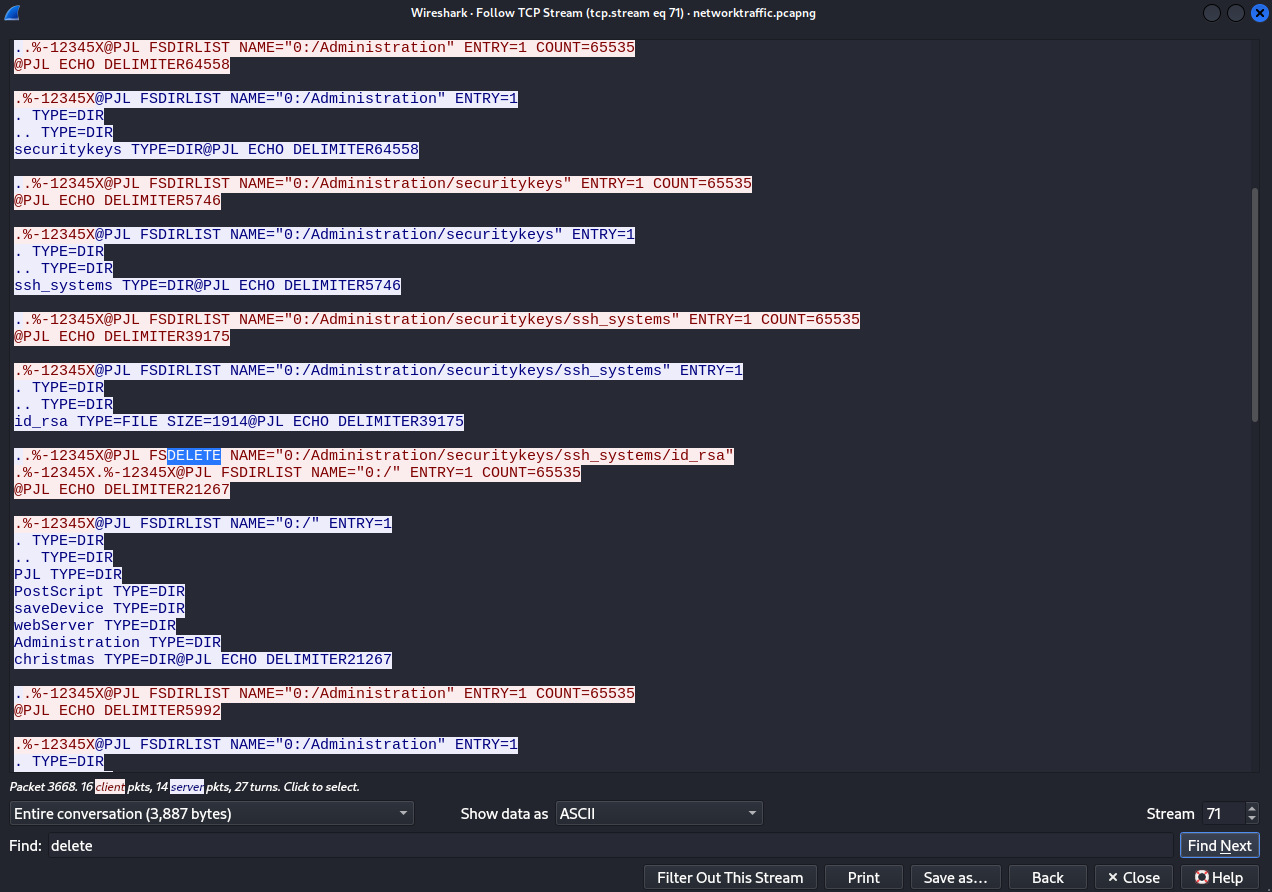 Wireshark · Follow TCP Stream (tcp.stream eq 71) · networktraffic.pcapng
..%-12345X@PJL FSDIRLIST NAME="0:/Administration" ENTRY=1 COUNT=65535
@PJL ECHO DELIMITER64558
.%-12345X@PJL FSDIRLIST NAME="0:/Administration" ENTRY=1
. TYPE=DIR
.. TYPE=DIR
securitykeys TYPE=DIR@PJL ECHO DELIMITER64558
..%-12345X@PJL FSDIRLIST NAME="0:/Administration/securitykeys" ENTRY=1 COUNT=65535
@PJL ECHO DELIMITER5746
.%-12345X@PJL FSDIRLIST NAME="0:/Administration/securitykeys" ENTRY=1
. TYPE=DIR
.. TYPE=DIR
ssh_systems TYPE=DIR@PJL ECHO DELIMITER5746
..%-12345X@PJL FSDIRLIST NAME="0:/Administration/securitykeys/ssh_systems" ENTRY=1 COUNT=65535
@PJL ECHO DELIMITER39175
.%-12345X@PJL FSDIRLIST NAME="0:/Administration/securitykeys/ssh_systems" ENTRY=1
. TYPE=DIR
.. TYPE=DIR
id_rsa TYPE=FILE SIZE=1914@PJL ECHO DELIMITER39175
..%-12345X@PJL FSDELETE NAME="0:/Administration/securitykeys/ssh_systems/id_rsa"
.%-12345X.%-12345X@PJL FSDIRLIST NAME="0:/" ENTRY=1 COUNT=65535
@PJL ECHO DELIMITER21267
.%-12345X@PJL FSDIRLIST NAME="0:/" ENTRY=1
. TYPE=DIR
.. TYPE=DIR
PJL TYPE=DIR
PostScript TYPE=DIR
saveDevice TYPE=DIR
webServer TYPE=DIR
Administration TYPE=DIR
christmas TYPE=DIR@PJL ECHO DELIMITER21267
..%-12345X@PJL FSDIRLIST NAME="0:/Administration" ENTRY=1 COUNT=65535
@PJL ECHO DELIMITER5992
.%-12345X@PJL FSDIRLIST NAME="0:/Administration" ENTRY=1
. TYPE=DIR
Packet 3668. 16 client pkts, 14 server pkts, 27 turns. Click to select.
Entire conversation (3,887 bytes) Show data as ASCII Stream 71
Find: delete Find Next
Filter Out This Stream Print Save as… Back × Close Help